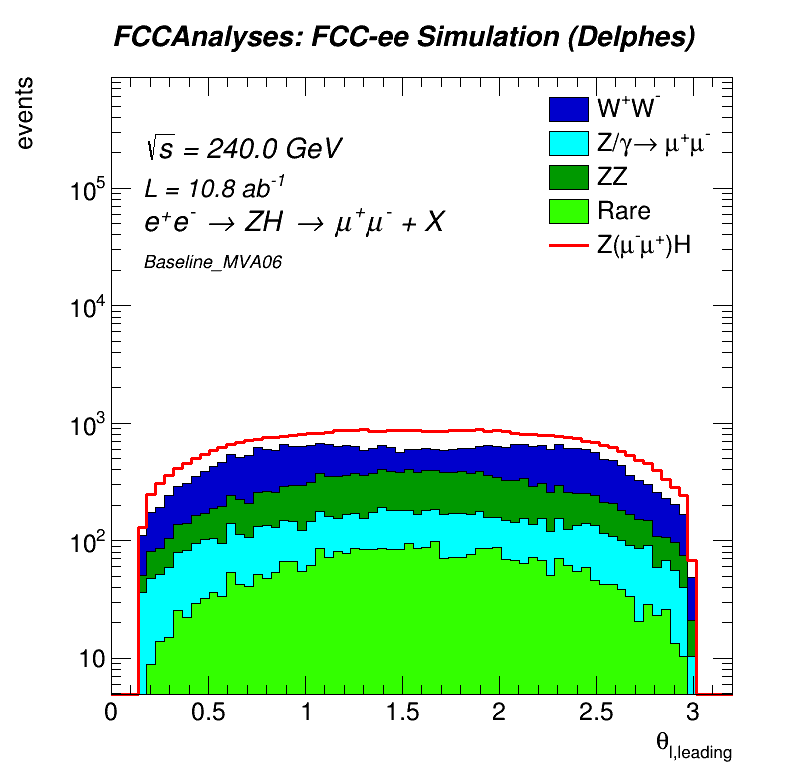 FCCAnalyses: FCC-ee Simulation (Delphes)
events
√s = 240.0 GeV
L = 10.8 ab⁻¹
e⁺e⁻ → ZH → μ⁺μ⁻ + X
Baseline_MVA06
W⁺W⁻
Z/γ→ μ⁺μ⁻
ZZ
Rare
Z(μ⁻μ⁺)H
10⁵
10⁴
10³
10²
10
0 0.5 1 1.5 2 2.5 3
θl,leading